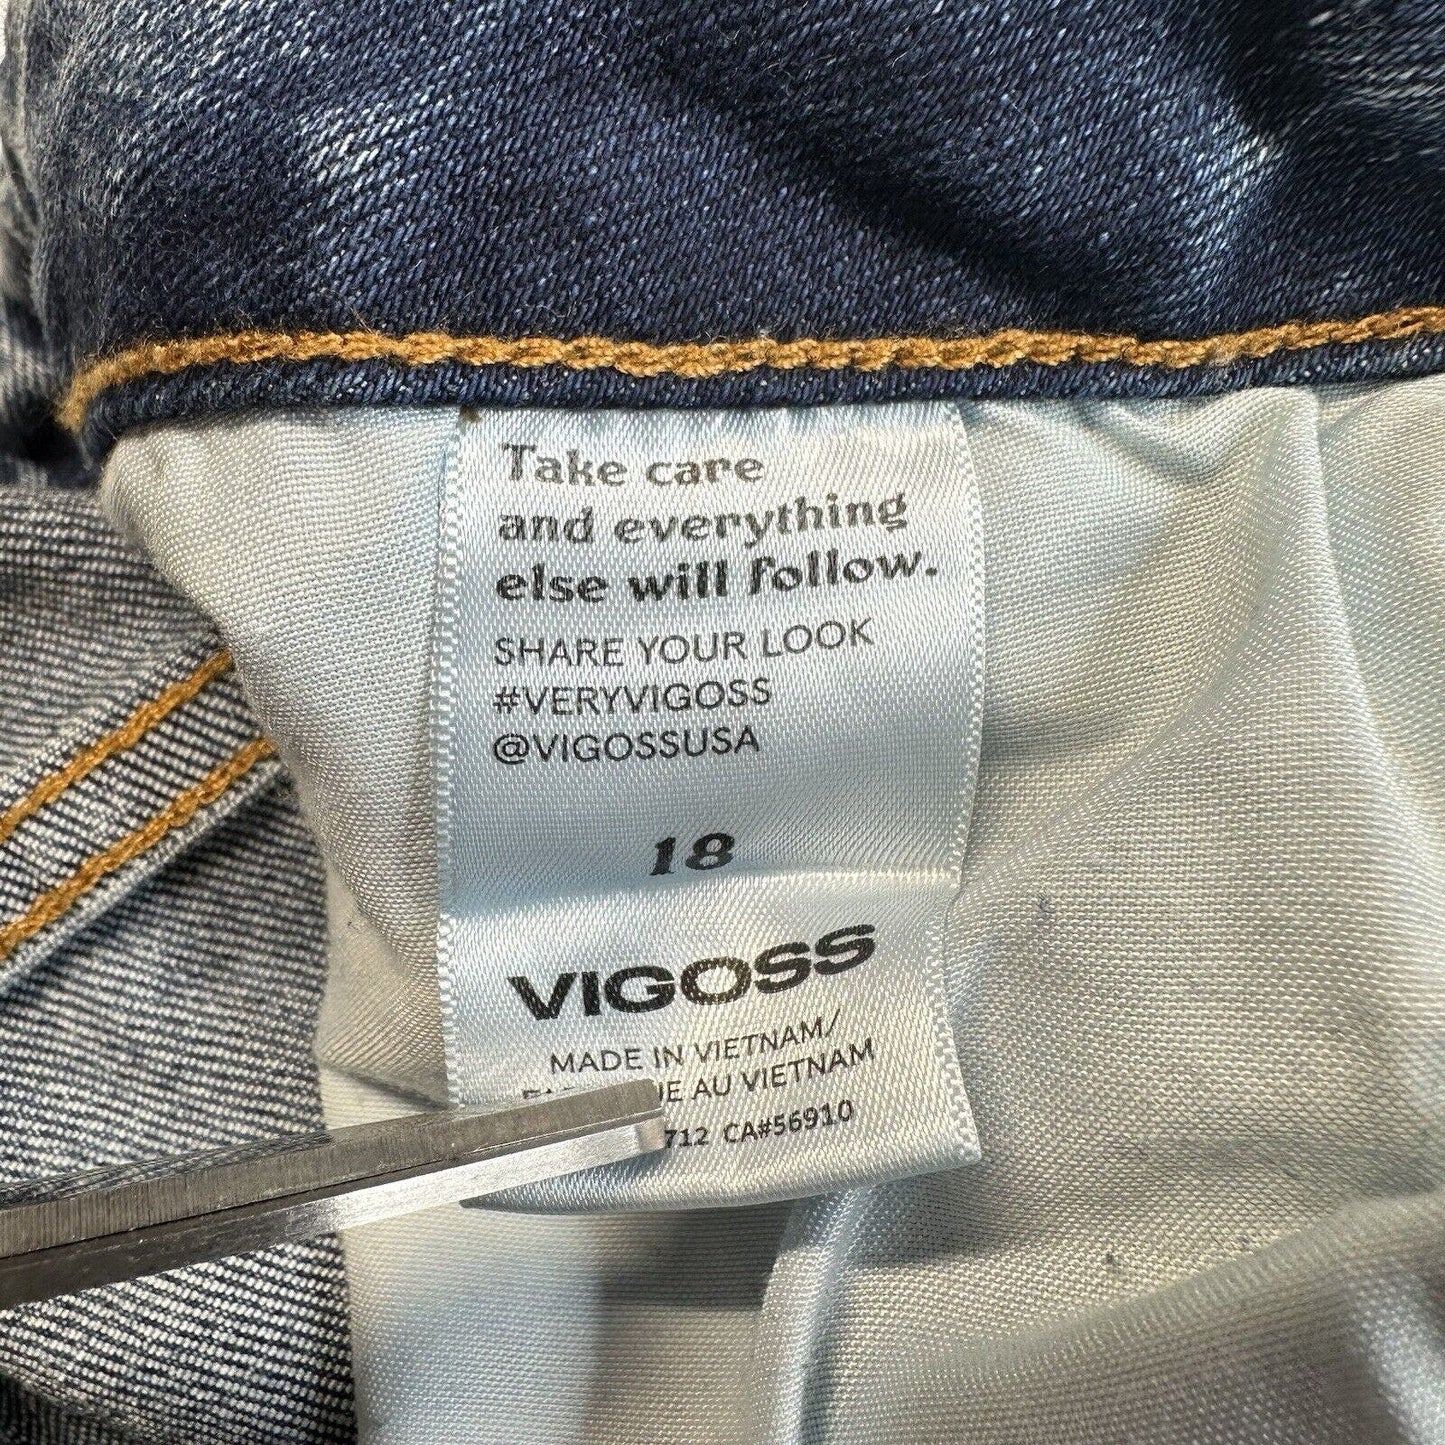 Take care
and everything
else will follow.
SHARE YOUR LOOK
#VERYVIGOSS
@VIGOSSUSA
18
VIGOSS
MADE IN VIETNAM/
AU VIETNAM
CA#56910